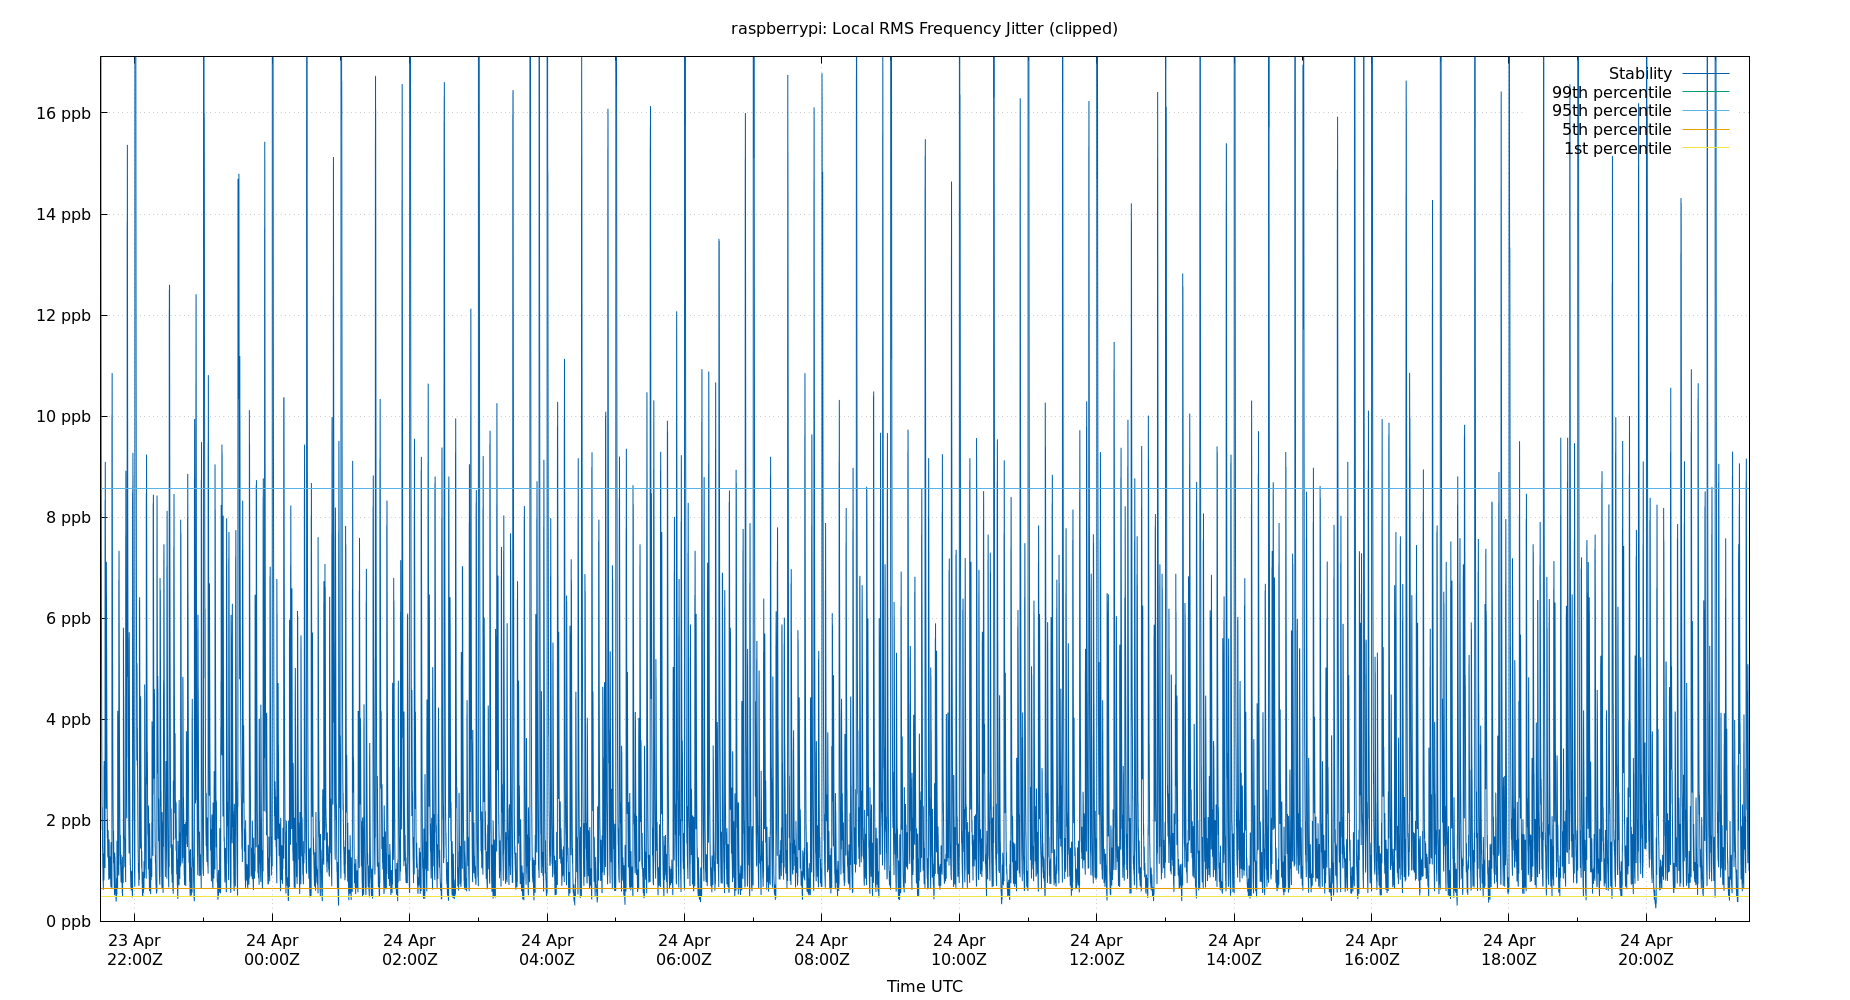 raspberrypi: Local RMS Frequency Jitter (clipped)
Stability
99th percentile
95th percentile
5th percentile
1st percentile
16 ppb
14 ppb
12 ppb
10 ppb
8 ppb
6 ppb
4 ppb
2 ppb
0 ppb
23 Apr 24 Apr 24 Apr 24 Apr 24 Apr 24 Apr 24 Apr 24 Apr 24 Apr 24 Apr 24 Apr 24 Apr
22:00Z 00:00Z 02:00Z 04:00Z 06:00Z 08:00Z 10:00Z 12:00Z 14:00Z 16:00Z 18:00Z 20:00Z
Time UTC